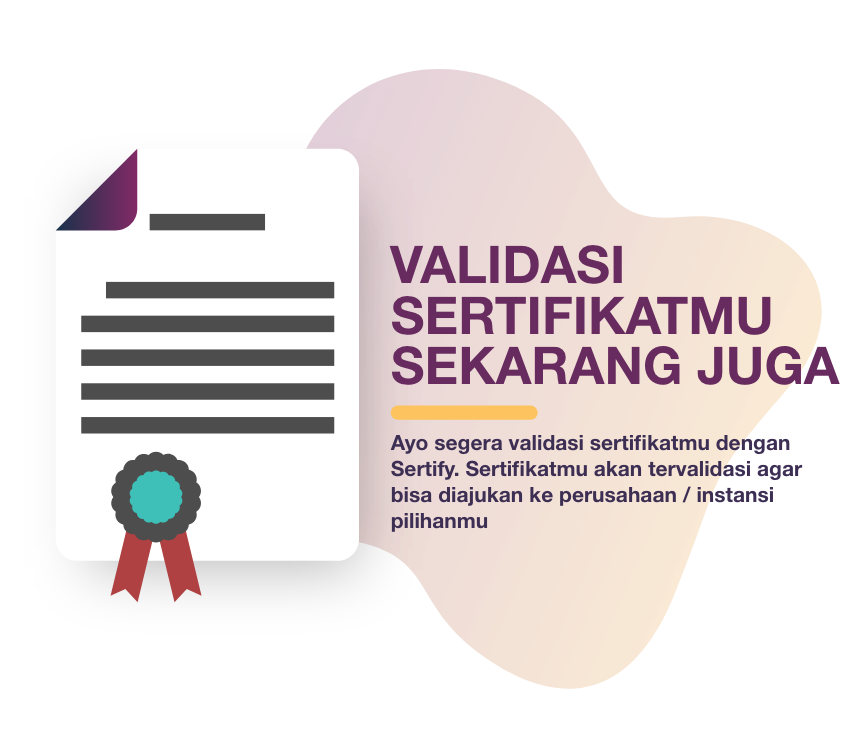 VALIDASI
SERTIFIKATMU
SEKARANG JUGA
Ayo segera validasi sertifikatmu dengan
Sertify. Sertifikatmu akan tervalidasi agar
bisa diajukan ke perusahaan / instansi
pilihanmu